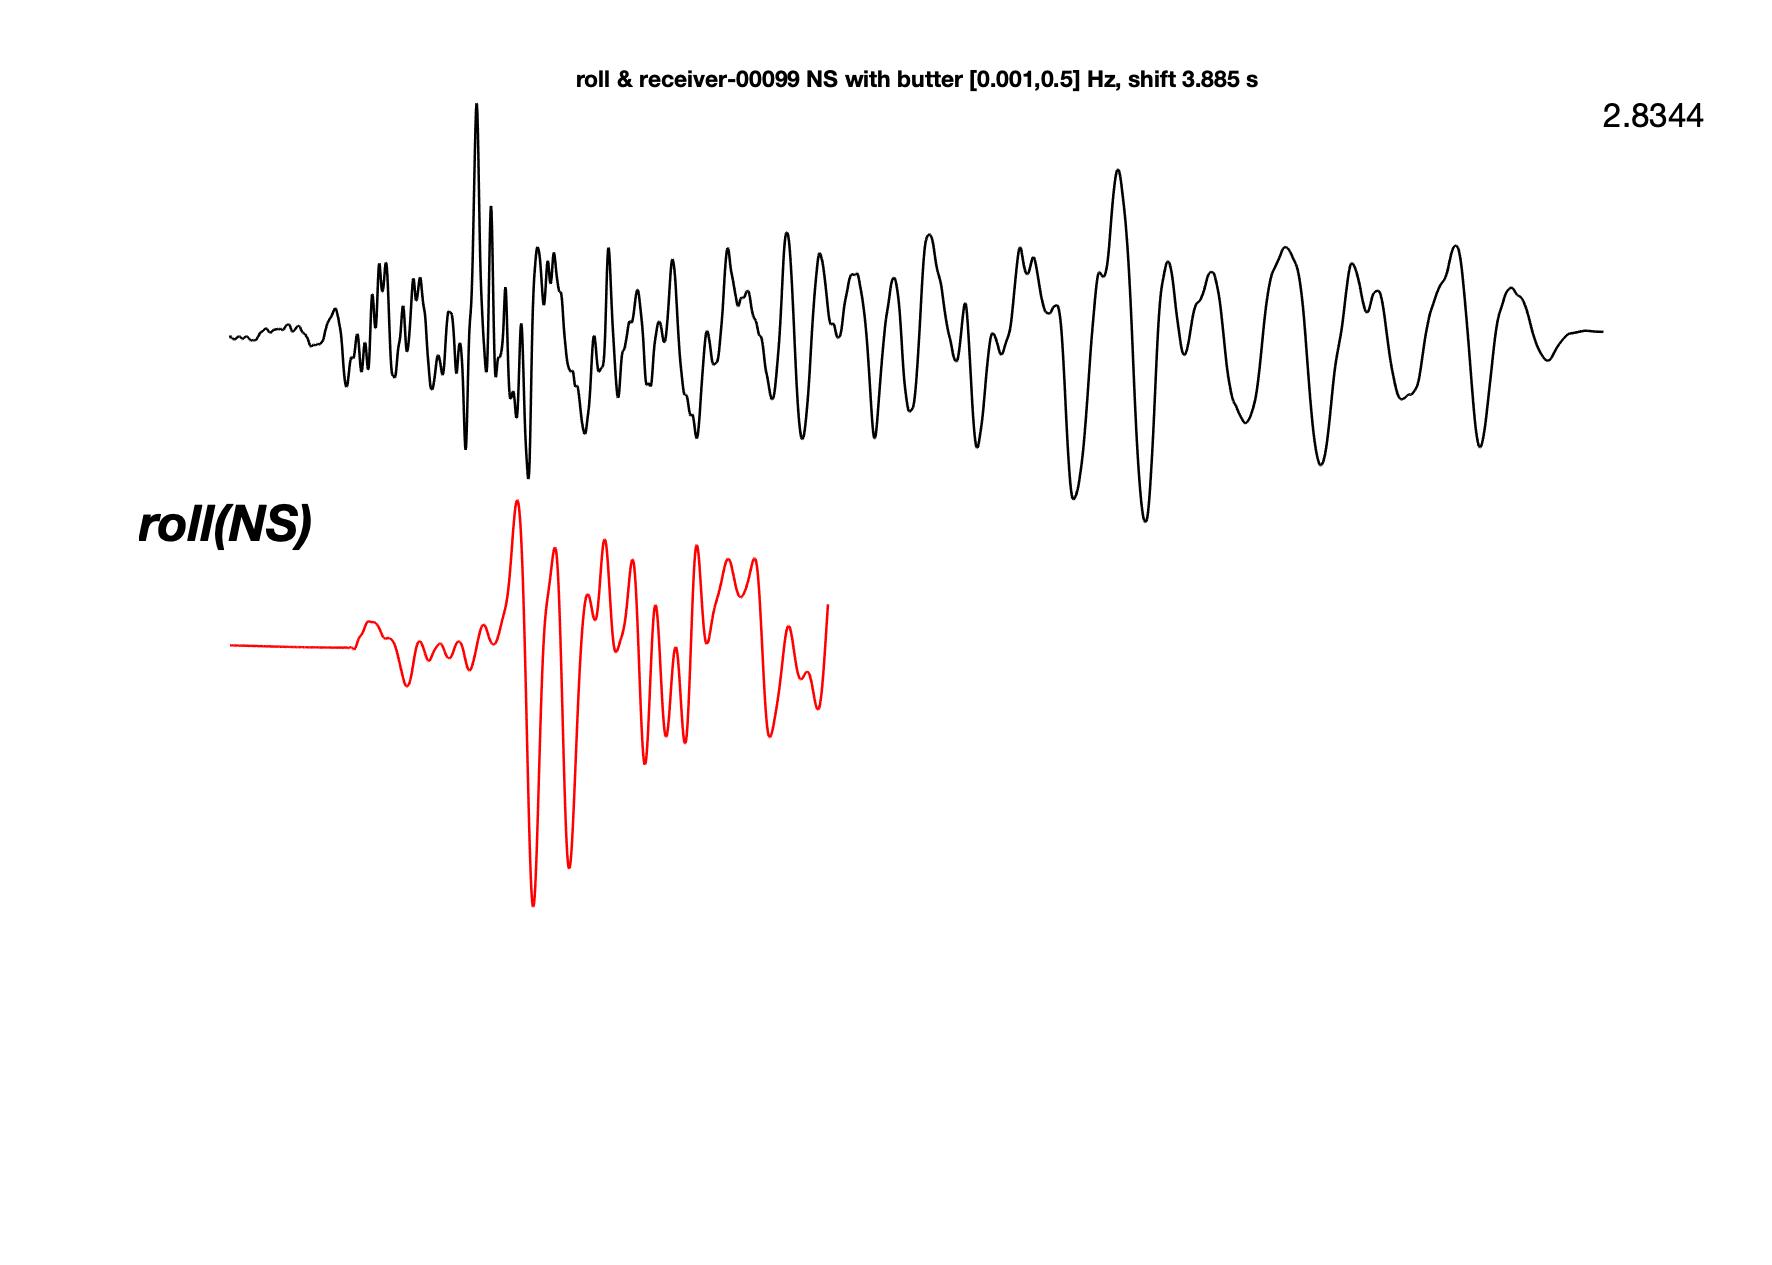 roll & receiver-00099 NS with butter [0.001,0.5] Hz, shift 3.885 s
2.8344
roll(NS)